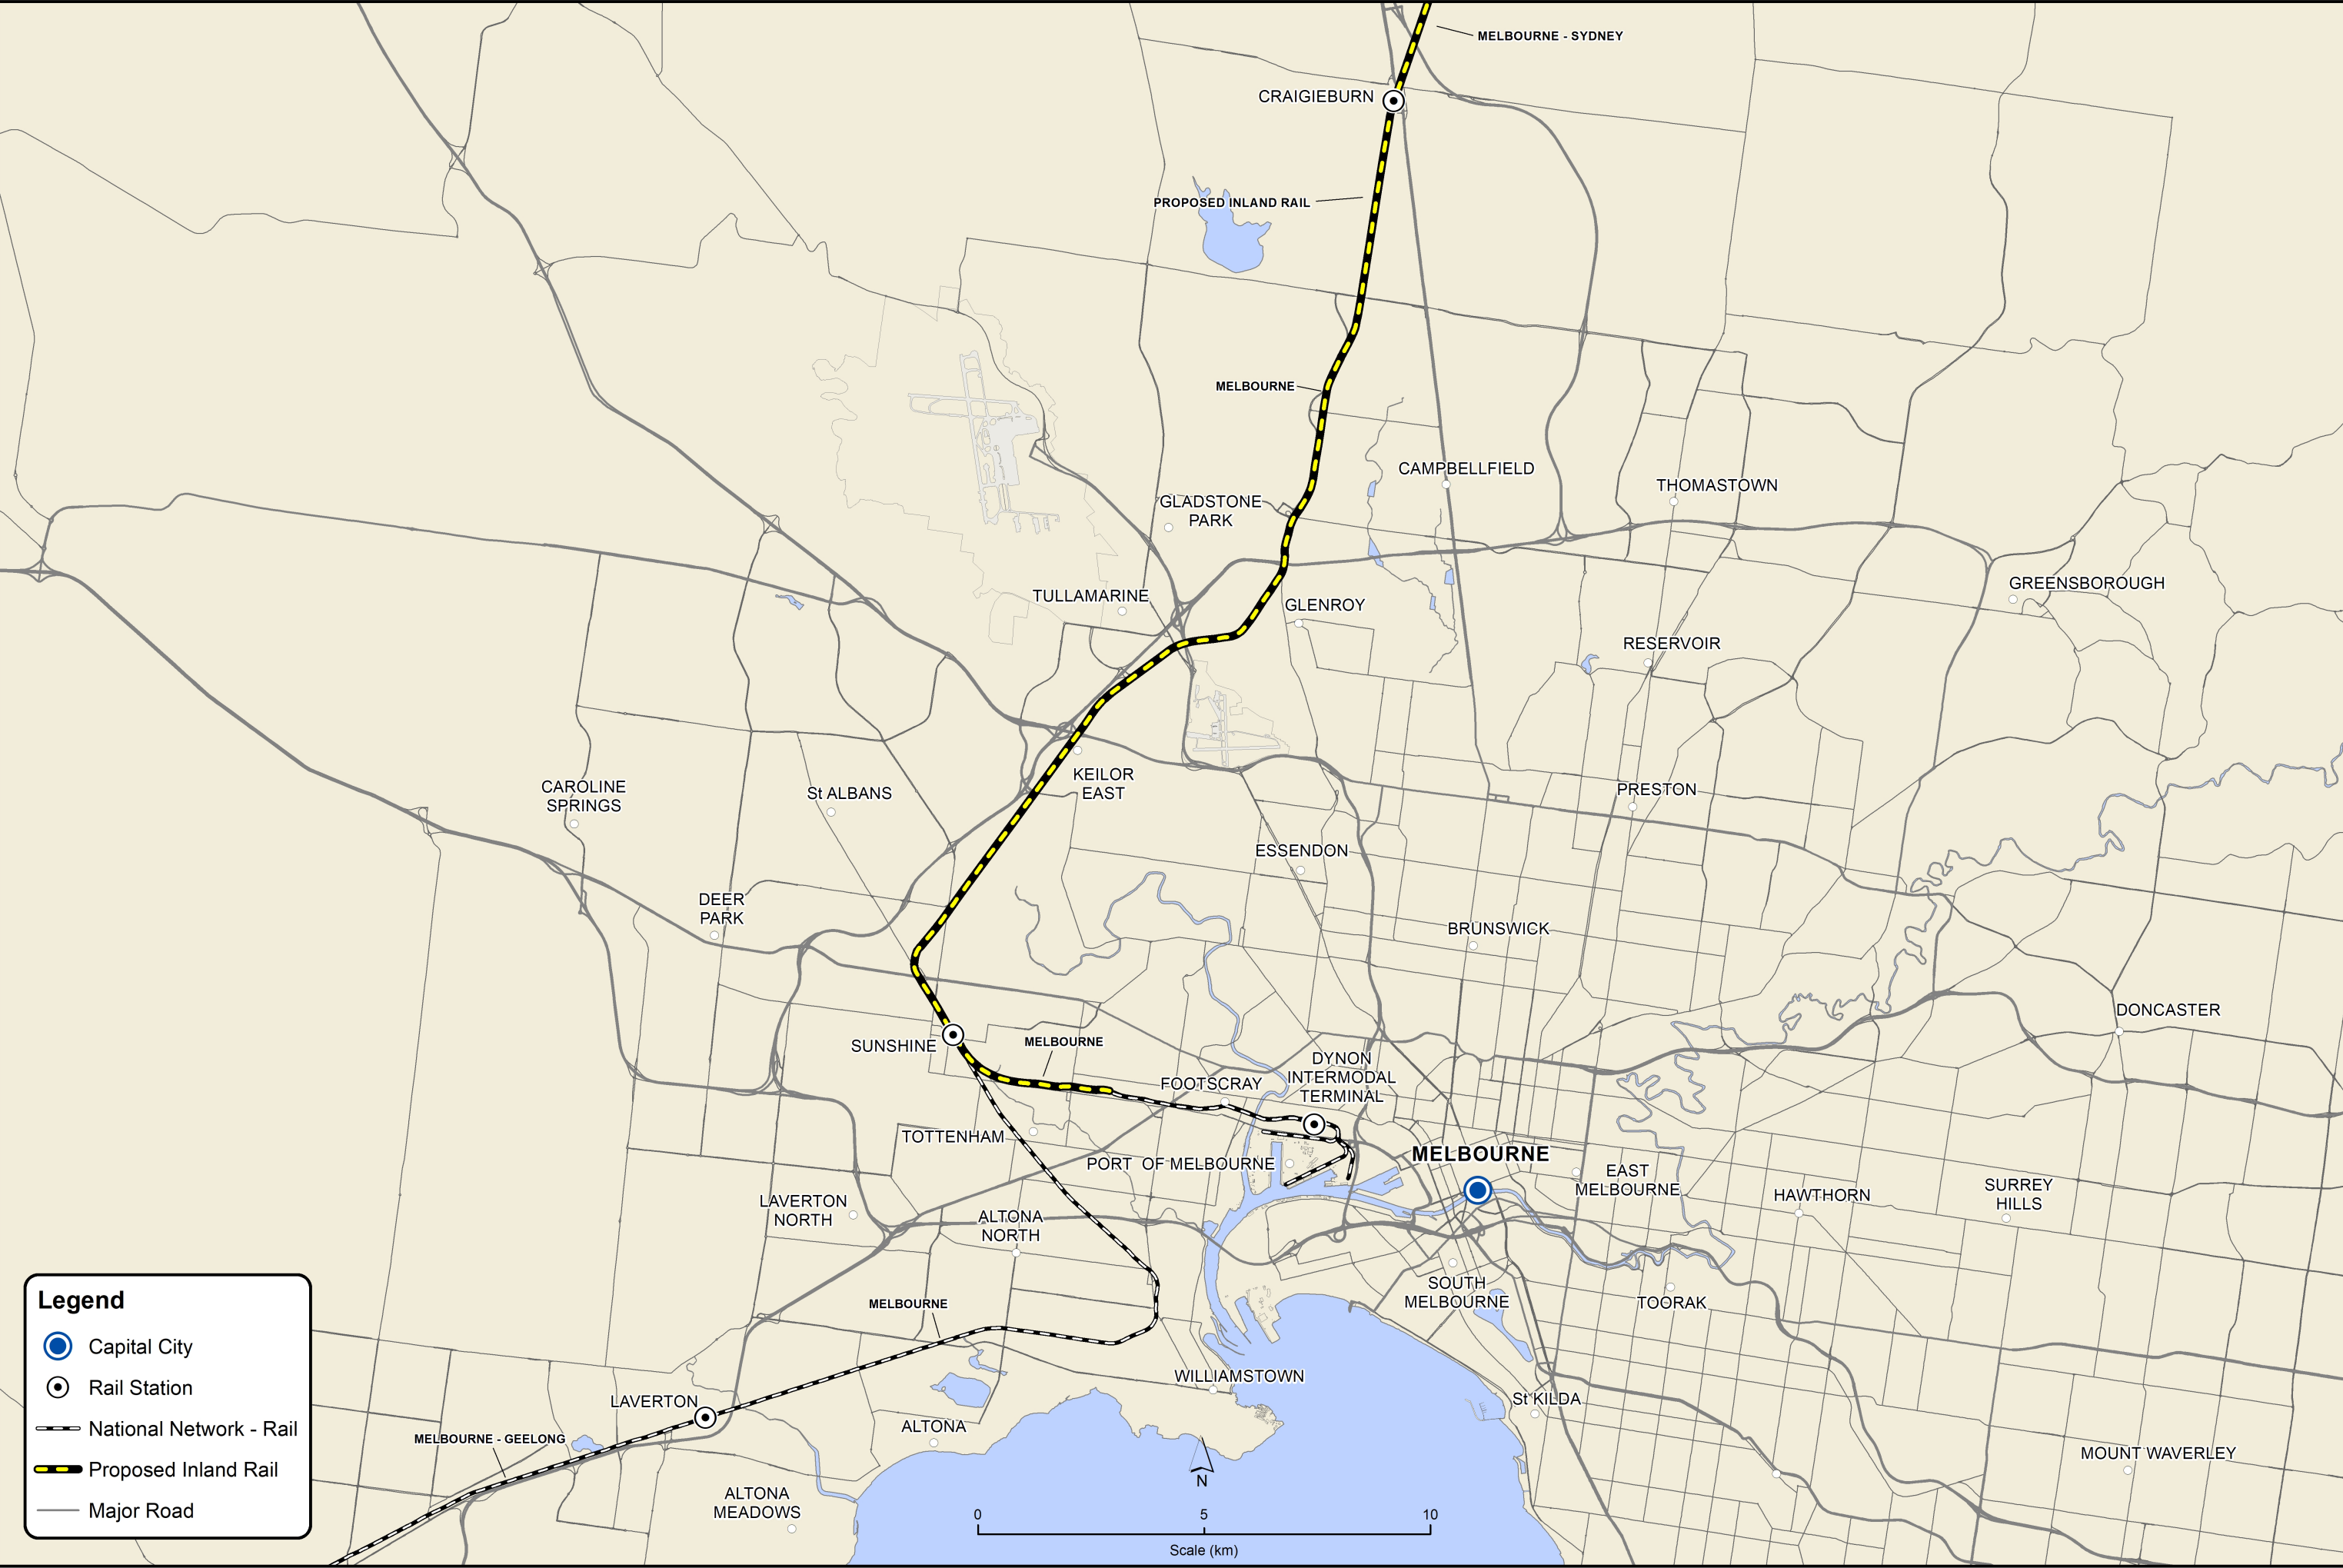 MELBOURNE - SYDNEY
CRAIGIEBURN
PROPOSED INLAND RAIL
MELBOURNE
CAMPBELLFIELD
THOMASTOWN
GLADSTONE
PARK
GREENSBOROUGH
TULLAMARINE
GLENROY
RESERVOIR
KEILOR
EAST
CAROLINE
SPRINGS
St ALBANS
PRESTON
ESSENDON
DEER
PARK
BRUNSWICK
DONCASTER
SUNSHINE
MELBOURNE
DYNON
INTERMODAL
TERMINAL
FOOTSCRAY
TOTTENHAM
PORT OF MELBOURNE
MELBOURNE
EAST
MELBOURNE
HAWTHORN
SURREY
HILLS
LAVERTON
NORTH
ALTONA
NORTH
SOUTH
MELBOURNE
TOORAK
MELBOURNE
WILLIAMSTOWN
St KILDA
LAVERTON
ALTONA
MELBOURNE - GEELONG
MOUNT WAVERLEY
ALTONA
MEADOWS
N
0 5 10
Scale (km)
Legend
Capital City
Rail Station
National Network - Rail
Proposed Inland Rail
Major Road